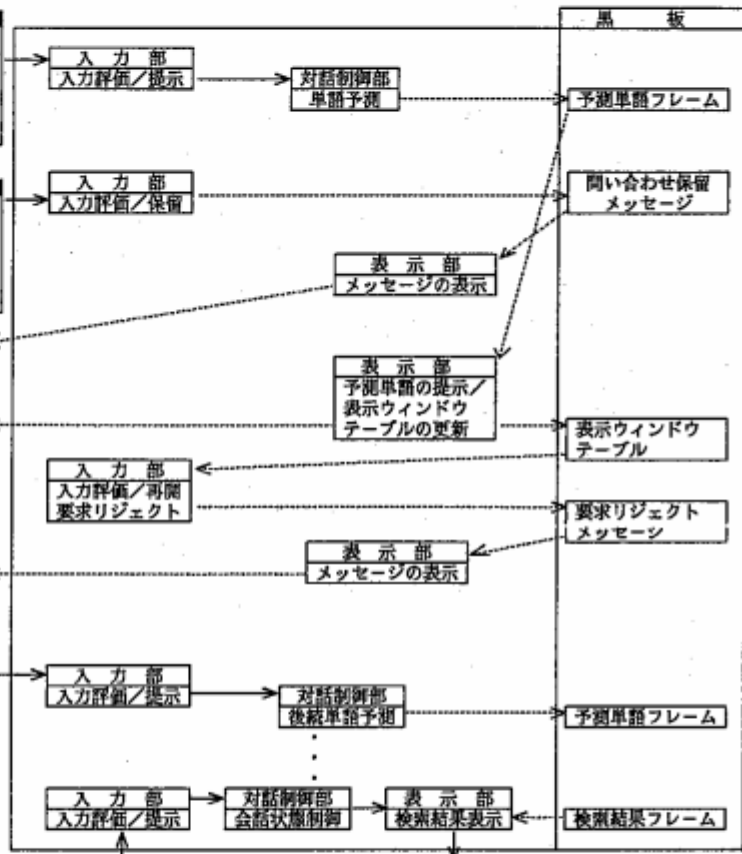 黒 板
入 力 部
入力評価/提示
対話制御部
単語予測
予測単語フレーム
入 力 部
入力評価/保留
問い合わせ保留
メッセージ
表 示 部
メッセージの表示
表 示 部
予測単語の提示/
表示ウィンドウ
テーブルの更新
表示ウィンドウ
テーブル
入 力 部
入力評価/再開
要求リジェクト
要求リジェクト
メッセージ
表 示 部
メッセージの表示
入 力 部
入力評価/提示
対話制御部
後続単語予測
予測単語フレーム
入 力 部
入力評価/提示
対話制御部
会話状態制御
表 示 部
検索結果表示
検索結果フレーム